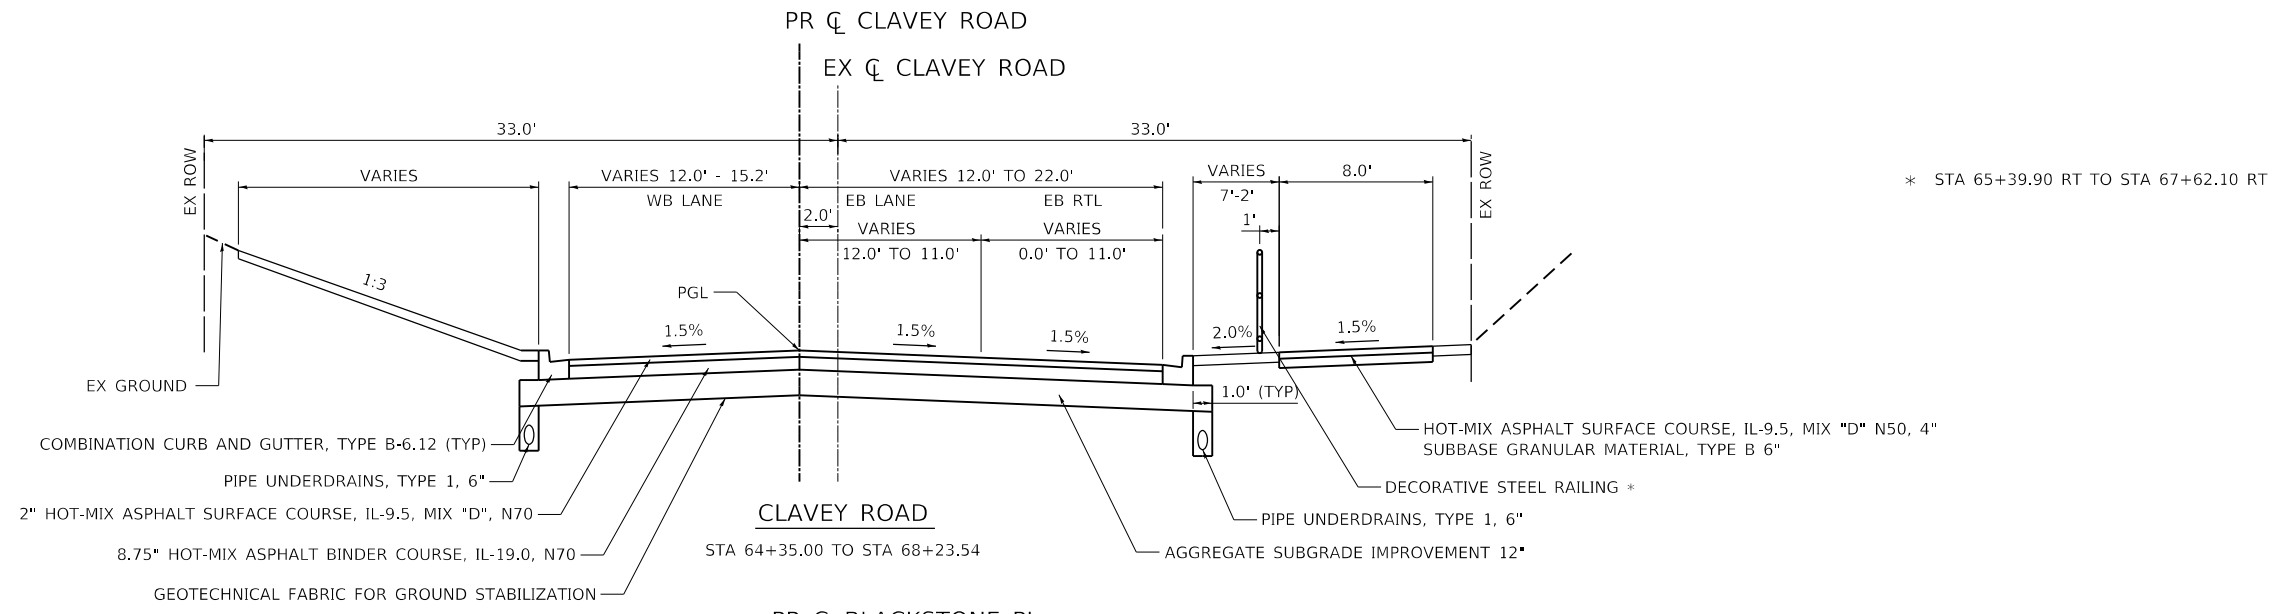 PR ℄ CLAVEY ROAD
EX ℄ CLAVEY ROAD
33.0'
33.0'
EX ROW
VARIES
VARIES 12.0' - 15.2'
WB LANE
VARIES 12.0' TO 22.0'
EB LANE
EB RTL
2.0'
VARIES
12.0' TO 11.0'
VARIES
0.0' TO 11.0'
VARIES
7'-2'
1'
8.0'
EX ROW
* STA 65+39.90 RT TO STA 67+62.10 RT
1:3
PGL
1.5%
1.5%
1.5%
2.0%
1.5%
EX GROUND
1.0' (TYP)
COMBINATION CURB AND GUTTER, TYPE B-6.12 (TYP)
PIPE UNDERDRAINS, TYPE 1, 6"
2" HOT-MIX ASPHALT SURFACE COURSE, IL-9.5, MIX "D", N70
8.75" HOT-MIX ASPHALT BINDER COURSE, IL-19.0, N70
GEOTECHNICAL FABRIC FOR GROUND STABILIZATION
HOT-MIX ASPHALT SURFACE COURSE, IL-9.5, MIX "D" N50, 4"
SUBBASE GRANULAR MATERIAL, TYPE B 6"
DECORATIVE STEEL RAILING *
PIPE UNDERDRAINS, TYPE 1, 6"
AGGREGATE SUBGRADE IMPROVEMENT 12"
CLAVEY ROAD
STA 64+35.00 TO STA 68+23.54